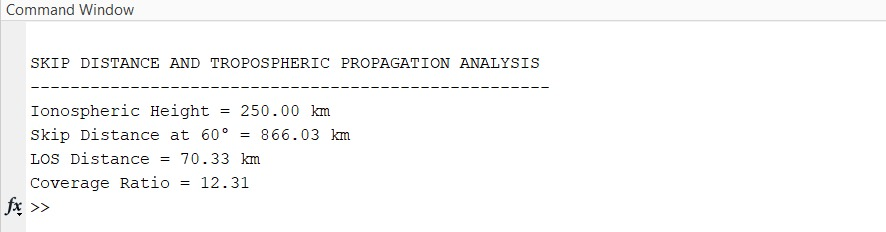 Command Window
SKIP DISTANCE AND TROPOSPHERIC PROPAGATION ANALYSIS
----------------------------------------------------
Ionospheric Height = 250.00 km
Skip Distance at 60° = 866.03 km
LOS Distance = 70.33 km
Coverage Ratio = 12.31
fx >>